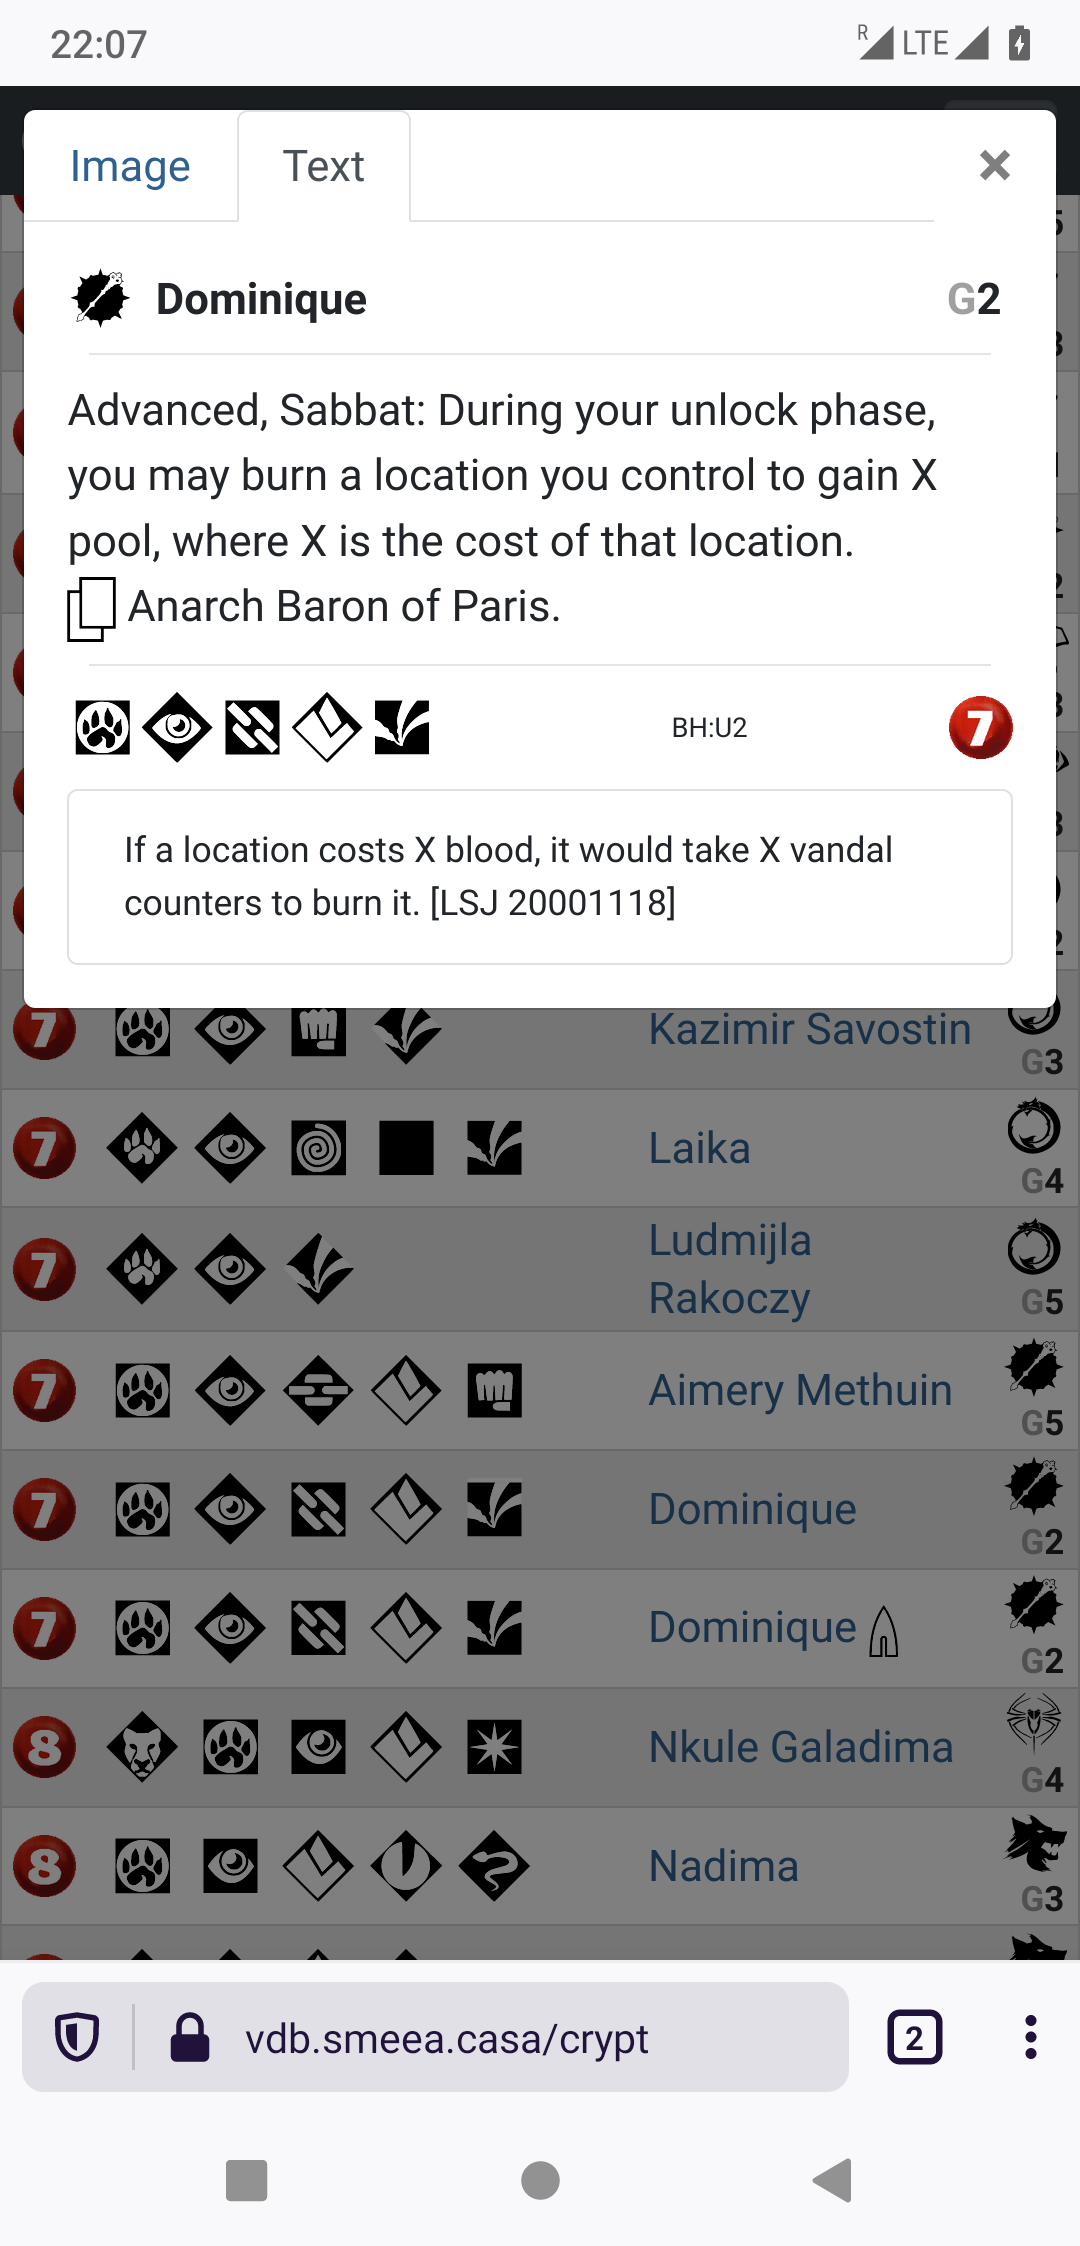 22:07
R LTE
Image
Text
×
Dominique
G2
Advanced, Sabbat: During your unlock phase,
you may burn a location you control to gain X
pool, where X is the cost of that location.
Anarch Baron of Paris.
BH:U2
7
If a location costs X blood, it would take X vandal
counters to burn it. [LSJ 20001118]
7
Kazimir Savostin
G3
7
Laika
G4
7
Ludmijla
Rakoczy
G5
7
Aimery Methuin
G5
7
Dominique
G2
7
Dominique
G2
8
Nkule Galadima
G4
8
Nadima
G3
vdb.smeea.casa/crypt
2